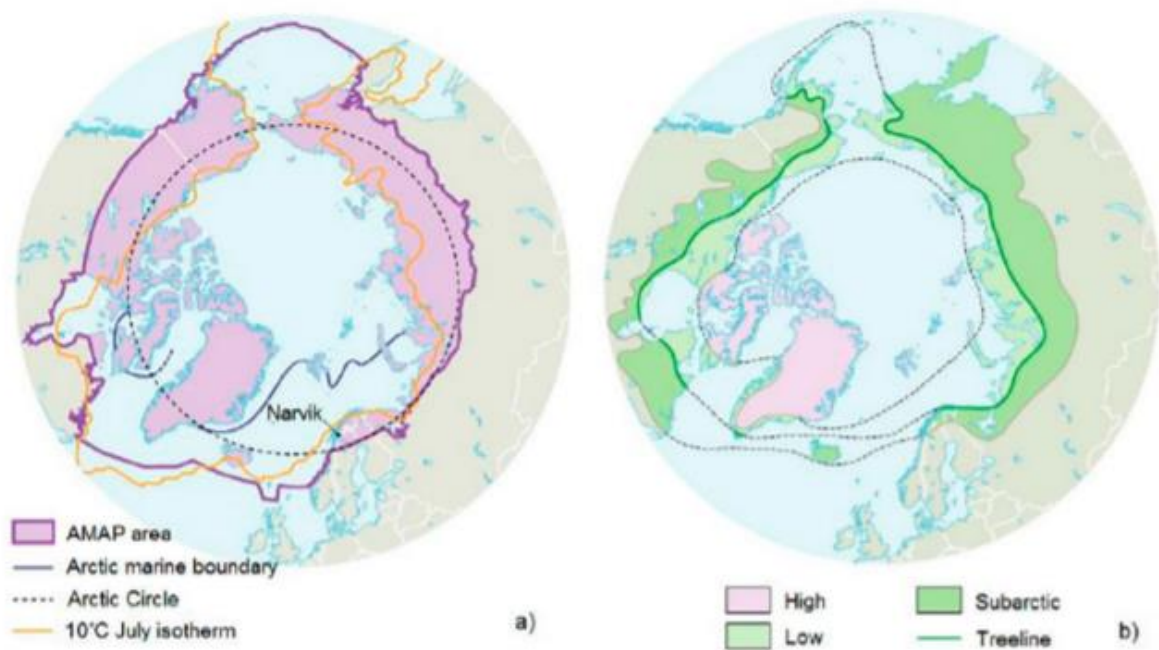 Narvik
AMAP area
Arctic marine boundary
Arctic Circle
10°C July isotherm
a)
High
Low
Subarctic
Treeline
b)